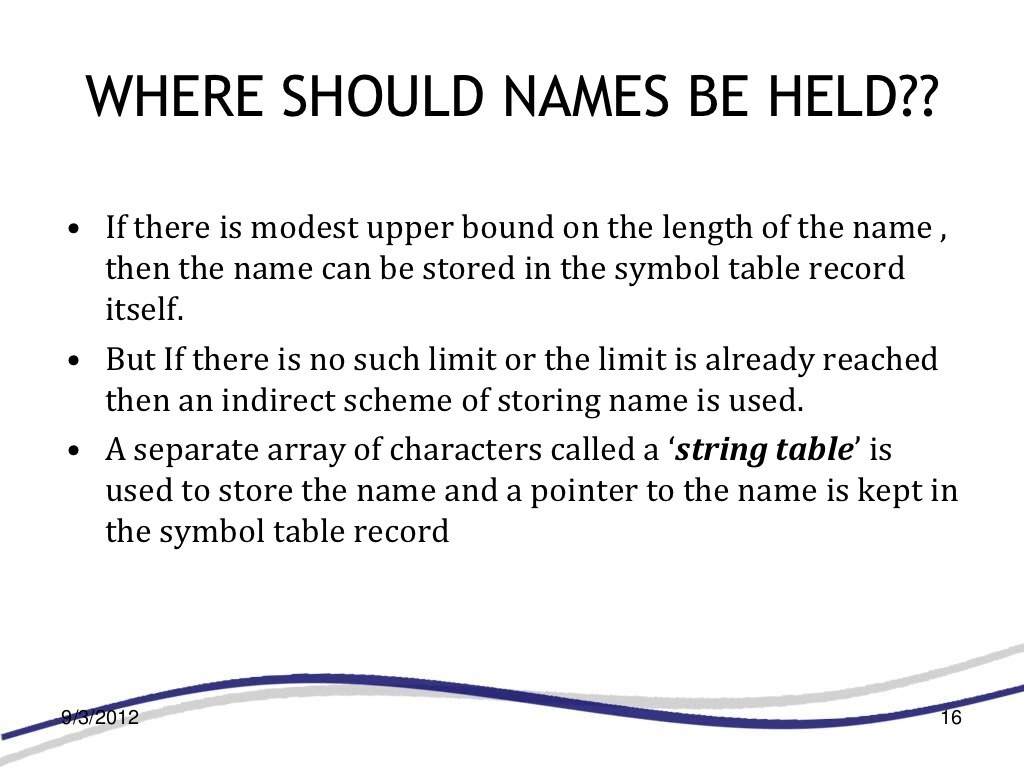 WHERE SHOULD NAMES BE HELD??
• If there is modest upper bound on the length of the name ,
then the name can be stored in the symbol table record
itself.
• But If there is no such limit or the limit is already reached
then an indirect scheme of storing name is used.
• A separate array of characters called a ‘string table’ is
used to store the name and a pointer to the name is kept in
the symbol table record
9/3/2012
16